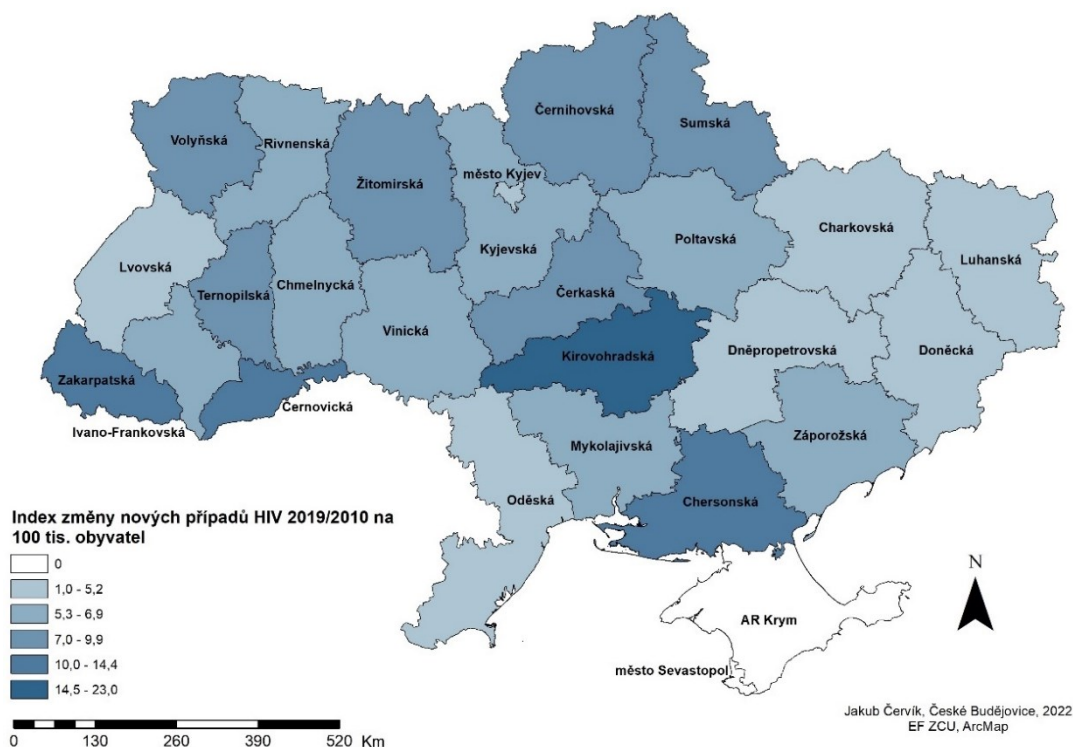 Černihovská
Sumská
Volyňská
Rivnenská
Žitomirská
město Kyjev
Charkovská
Kyjevská
Poltavská
Luhanská
Lvovská
Ternopilská
Chmelnycká
Čerkaská
Vinická
Kirovohradská
Dněpropetrovská
Doněcká
Zakarpatská
Černovická
Ivano-Frankovská
Mykolajivská
Záporožská
Oděská
Chersonská
Index změny nových případů HIV 2019/2010 na
100 tis. obyvatel
0
1,0 - 5,2
5,3 - 6,9
7,0 - 9,9
10,0 - 14,4
14,5 - 23,0
N
AR Krym
město Sevastopol
Jakub Červík, České Budějovice, 2022
EF ZCU, ArcMap
0 130 260 390 520 Km